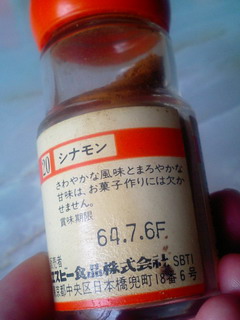 20 シナモン
さわやかな風味とまろやかな
甘味は、お菓子作りには欠か
せません。
賞味期限
64.7.6F.
エスビー食品株式会社 SBT1
京都中央区日本橋兜町18番6号